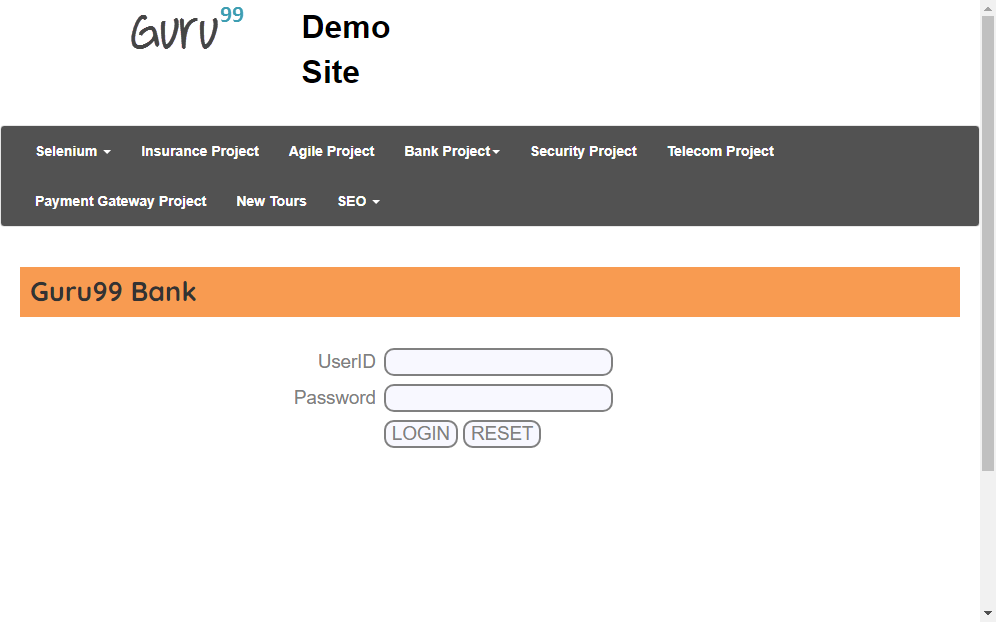 Guru99
Demo
Site
Selenium Insurance Project Agile Project Bank Project Security Project Telecom Project
Payment Gateway Project New Tours SEO
Guru99 Bank
UserID
Password
LOGIN RESET